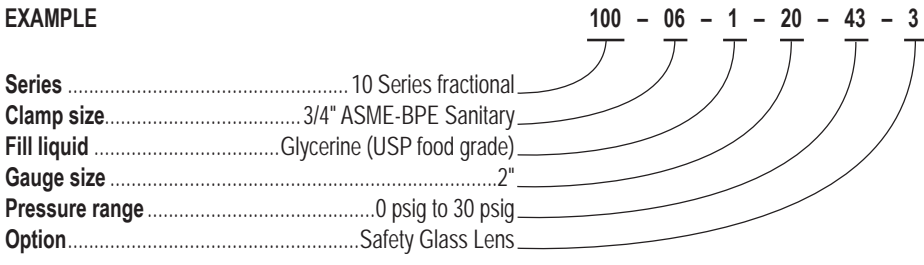 EXAMPLE 100 – 06 – 1 – 20 – 43 – 3
Series ..................................................... 10 Series fractional
Clamp size.....................................3/4" ASME-BPE Sanitary
Fill liquid ...................................Glycerine (USP food grade)
Gauge size .........................................................................2"
Pressure range ...........................................0 psig to 30 psig
Option.......................................................Safety Glass Lens